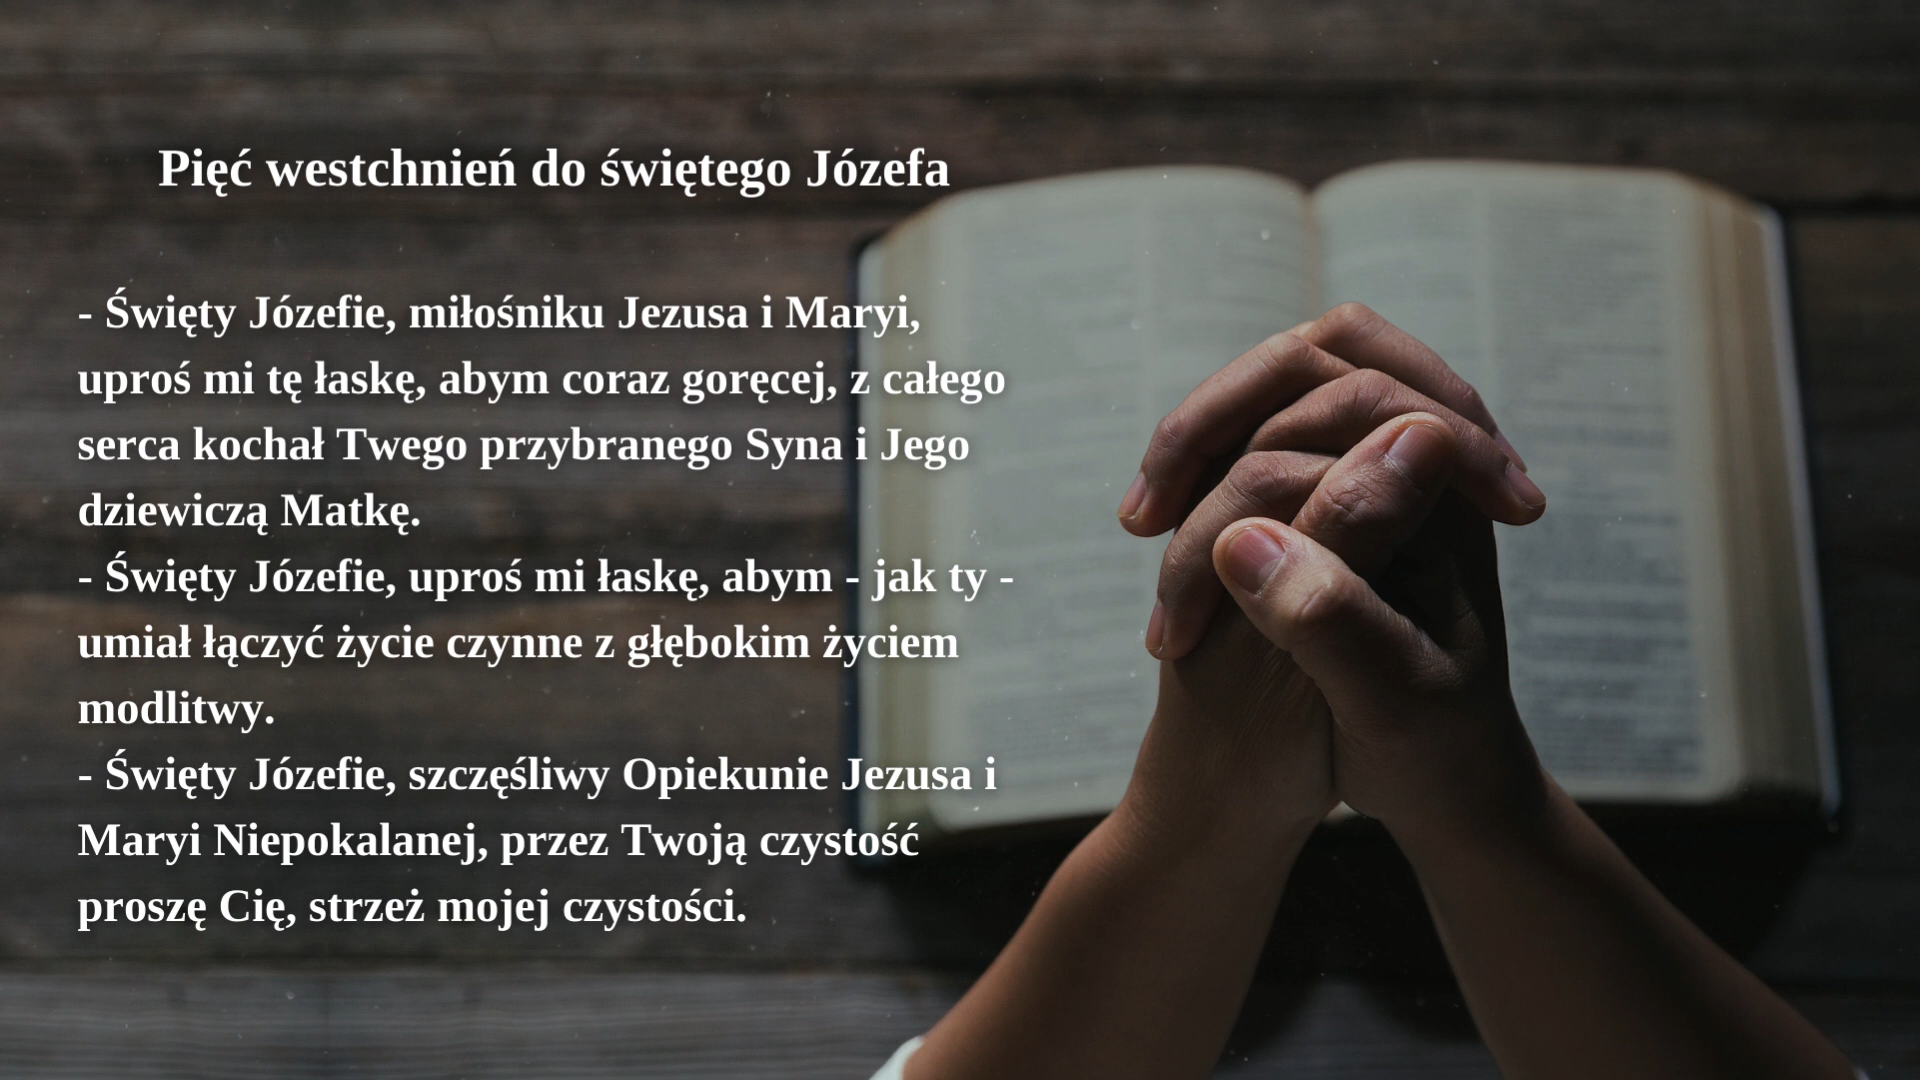 Pięć westchnień do świętego Józefa
- Święty Józefie, miłośniku Jezusa i Maryi,
uproś mi tę łaskę, abym coraz goręcej, z całego
serca kochał Twego przybranego Syna i Jego
dziewiczą Matkę.
- Święty Józefie, uproś mi łaskę, abym - jak ty -
umiał łączyć życie czynne z głębokim życiem
modlitwy.
- Święty Józefie, szczęśliwy Opiekunie Jezusa i
Maryi Niepokalanej, przez Twoją czystość
proszę Cię, strzeż mojej czystości.